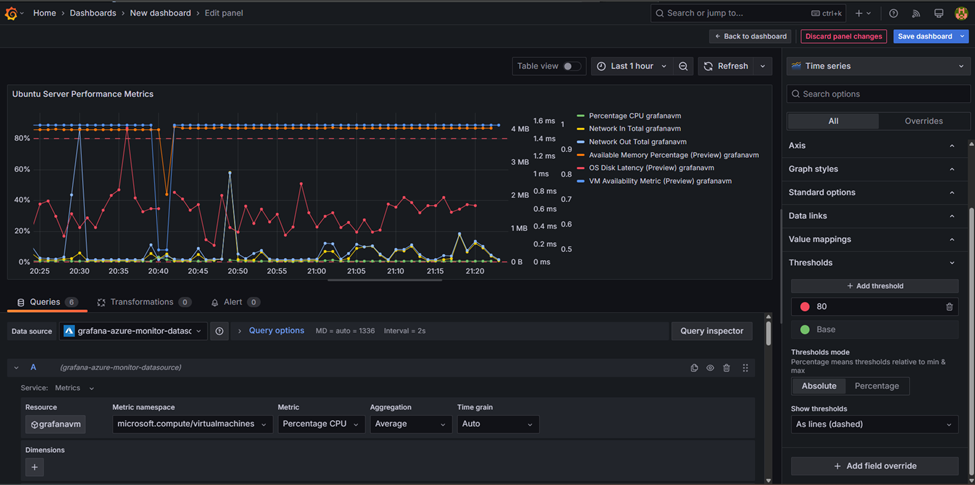 Home > Dashboards > New dashboard > Edit panel
Search or jump to... ctrl+k
Back to dashboard Discard panel changes Save dashboard
Table view Last 1 hour Refresh
Time series
Search options
All Overrides
Axis
Graph styles
Standard options
Data links
Value mappings
Thresholds
+ Add threshold
80
Base
Thresholds mode
Percentage means thresholds relative to min &
max
Absolute Percentage
Show thresholds
As lines (dashed)
+ Add field override
Ubuntu Server Performance Metrics
80%
60%
40%
20%
0%
4 MB
3 MB
2 MB
1 MB
0 B
1.6 ms
1.4 ms
1.2 ms
1 ms
0.8 ms
0.6 ms
0.4 ms
0.2 ms
0 ms
1
0.9
0.8
0.7
0.6
0.5
20:25 20:30 20:35 20:40 20:45 20:50 20:55 21:00 21:05 21:10 21:15 21:20
Percentage CPU grafanavm
Network In Total grafanavm
Network Out Total grafanavm
Available Memory Percentage (Preview) grafanavm
OS Disk Latency (Preview) grafanavm
VM Availability Metric (Preview) grafanavm
Queries 6 Transformations 0 Alert 0
Data source grafana-azure-monitor-datasc Query options MD = auto = 1336 Interval = 2s Query inspector
A (grafana-azure-monitor-datasource)
Service: Metrics
Resource Metric namespace Metric Aggregation Time grain
grafanavm microsoft.compute/virtualmachines Percentage CPU Average Auto
Dimensions
+